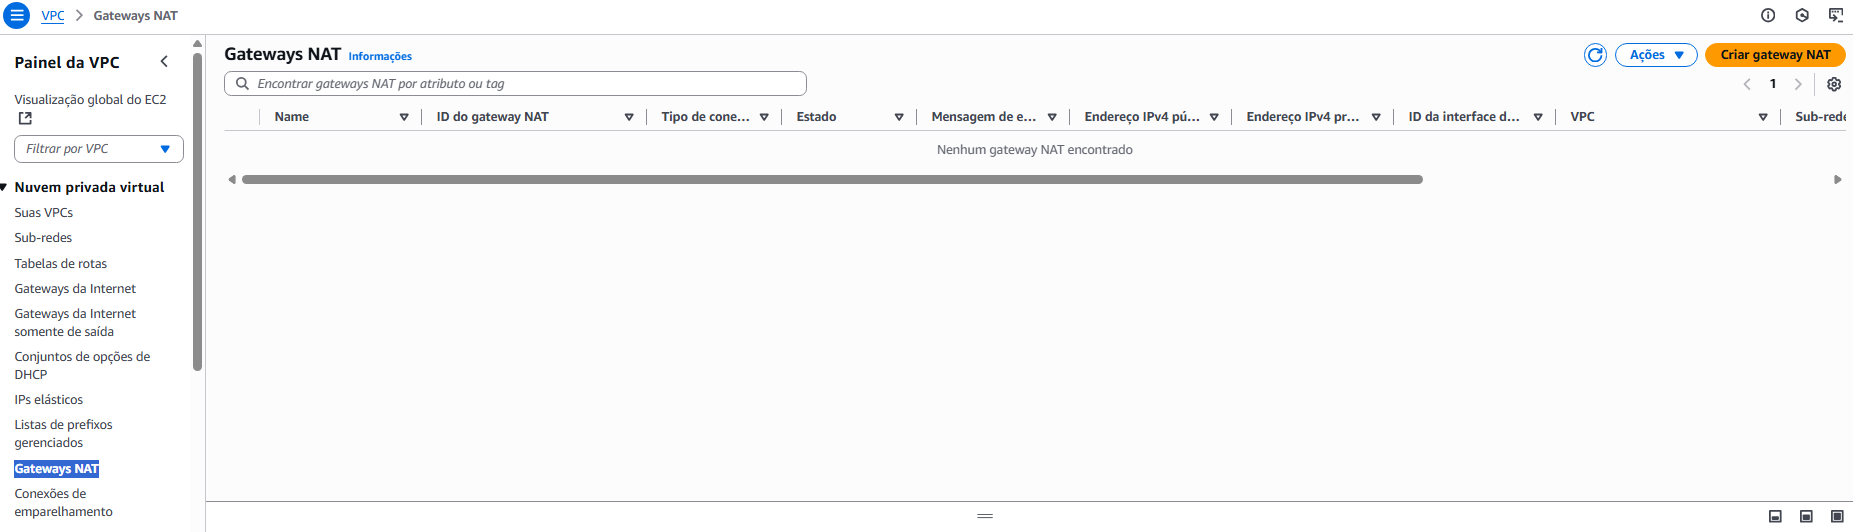 VPC > Gateways NAT
Painel da VPC
Visualização global do EC2
Filtrar por VPC
Nuvem privada virtual
Suas VPCs
Sub-redes
Tabelas de rotas
Gateways da Internet
Gateways da Internet
somente de saída
Conjuntos de opções de
DHCP
IPs elásticos
Listas de prefixos
gerenciados
Gateways NAT
Conexões de
emparelhamento
Gateways NAT Informações
Ações Criar gateway NAT
Encontrar gateways NAT por atributo ou tag
1
Name ID do gateway NAT Tipo de cone... Estado Mensagem de e... Endereço IPv4 pú... Endereço IPv4 pr... ID da interface d... VPC Sub-rede
Nenhum gateway NAT encontrado